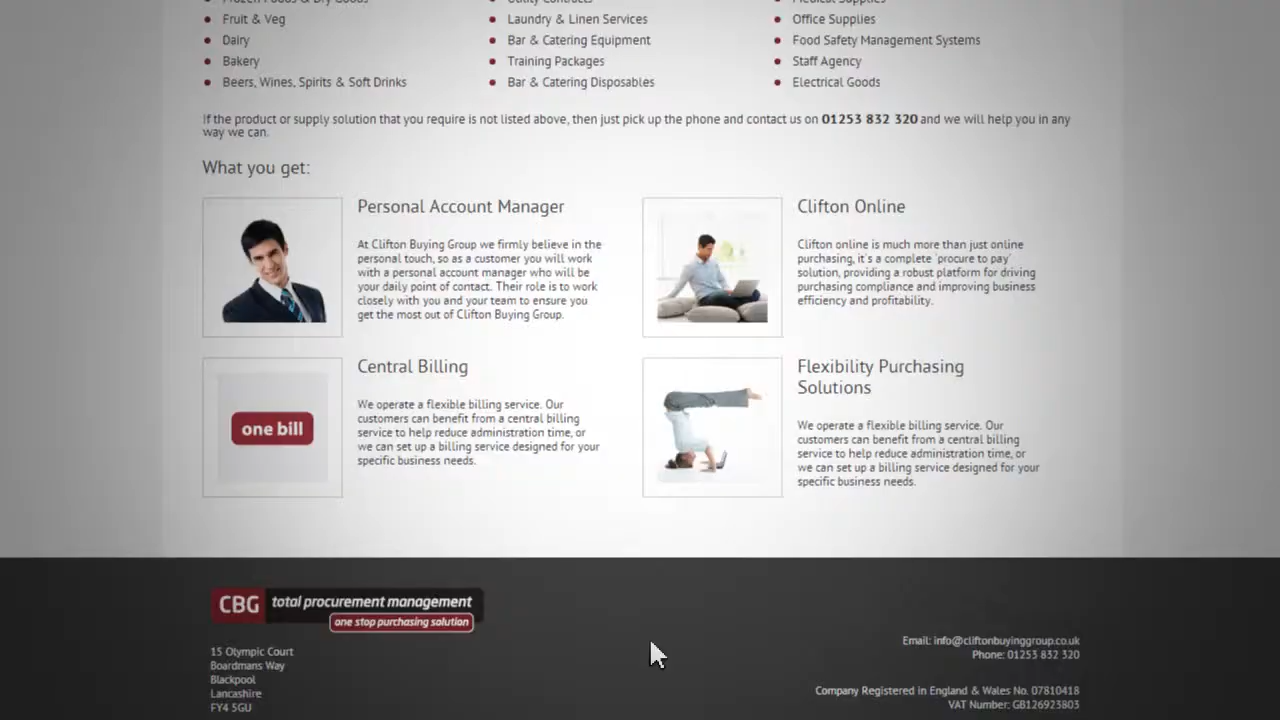 Frozen Foods & Dry Goods
Utility Contracts
Medical Supplies
Fruit & Veg
Laundry & Linen Services
Office Supplies
Dairy
Bar & Catering Equipment
Food Safety Management Systems
Bakery
Training Packages
Staff Agency
Beers, Wines, Spirits & Soft Drinks
Bar & Catering Disposables
Electrical Goods
If the product or supply solution that you require is not listed above, then just pick up the phone and contact us on 01253 832 320 and we will help you in any
way we can.
What you get:
Personal Account Manager
At Clifton Buying Group we firmly believe in the
personal touch, so as a customer you will work
with a personal account manager who will be
your daily point of contact. Their role is to work
closely with you and your team to ensure you
get the most out of Clifton Buying Group.
Clifton Online
Clifton online is much more than just online
purchasing, it's a complete 'procure to pay'
solution, providing a robust platform for driving
purchasing compliance and improving business
efficiency and profitability.
one bill
Central Billing
We operate a flexible billing service. Our
customers can benefit from a central billing
service to help reduce administration time, or
we can set up a billing service designed for your
specific business needs.
Flexibility Purchasing
Solutions
We operate a flexible billing service. Our
customers can benefit from a central billing
service to help reduce administration time, or
we can set up a billing service designed for your
specific business needs.
CBG total procurement management
one stop purchasing solution
15 Olympic Court
Boardmans Way
Blackpool
Lancashire
FY4 5GU
Email: info@cliftonbuyinggroup.co.uk
Phone: 01253 832 320
Company Registered in England & Wales No. 07810418
VAT Number: GB126923803